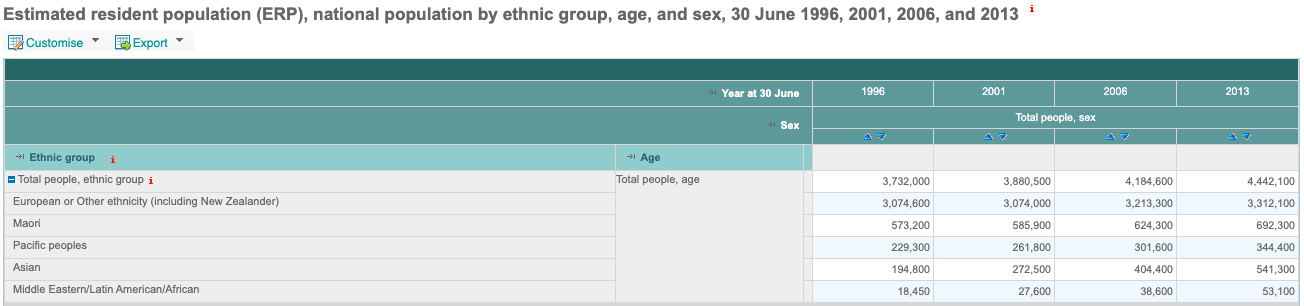 Estimated resident population (ERP), national population by ethnic group, age, and sex, 30 June 1996, 2001, 2006, and 2013 i
Customise Export
Year at 30 June 1996 2001 2006 2013
Sex Total people, sex
Ethnic group i Age
Total people, ethnic group i Total people, age 3,732,000 3,880,500 4,184,600 4,442,100
European or Other ethnicity (including New Zealander) 3,074,600 3,074,000 3,213,300 3,312,100
Maori 573,200 585,900 624,300 692,300
Pacific peoples 229,300 261,800 301,600 344,400
Asian 194,800 272,500 404,400 541,300
Middle Eastern/Latin American/African 18,450 27,600 38,600 53,100